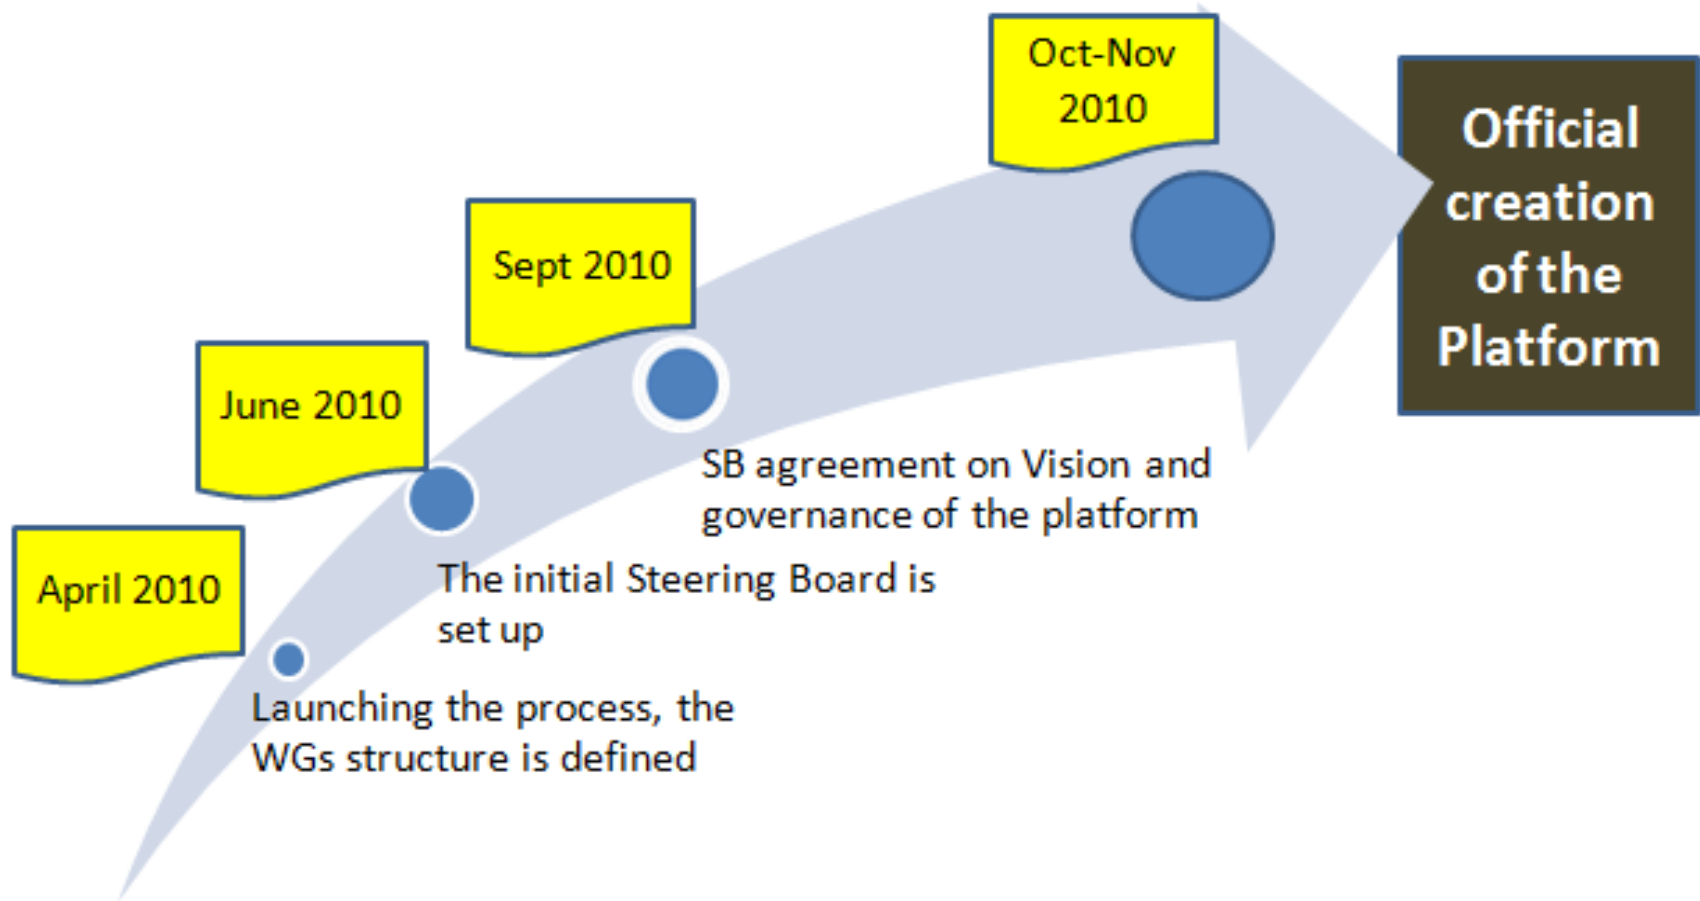 Oct-Nov
2010
Official
creation
of the
Platform
Sept 2010
June 2010
SB agreement on Vision and
governance of the platform
April 2010
The initial Steering Board is
set up
Launching the process, the
WGs structure is defined